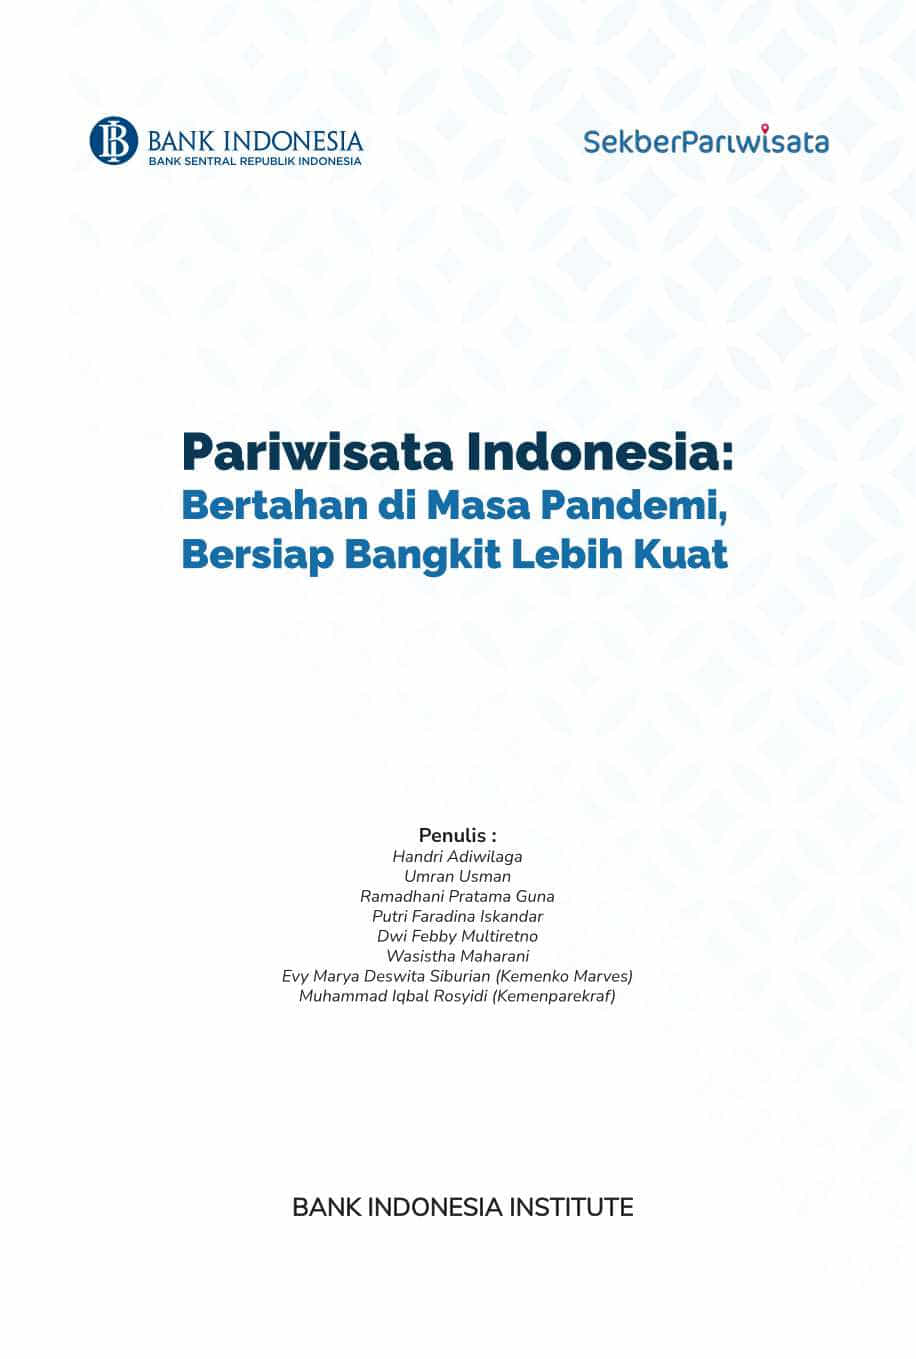 BANK INDONESIA
BANK SENTRAL REPUBLIK INDONESIA
SekberPariwisata
Pariwisata Indonesia:
Bertahan di Masa Pandemi,
Bersiap Bangkit Lebih Kuat
Penulis :
Handri Adiwilaga
Umran Usman
Ramadhani Pratama Guna
Putri Faradina Iskandar
Dwi Febby Multiretno
Wasistha Maharani
Evy Marya Deswita Siburian (Kemenko Marves)
Muhammad Iqbal Rosyidi (Kemenparekraf)
BANK INDONESIA INSTITUTE